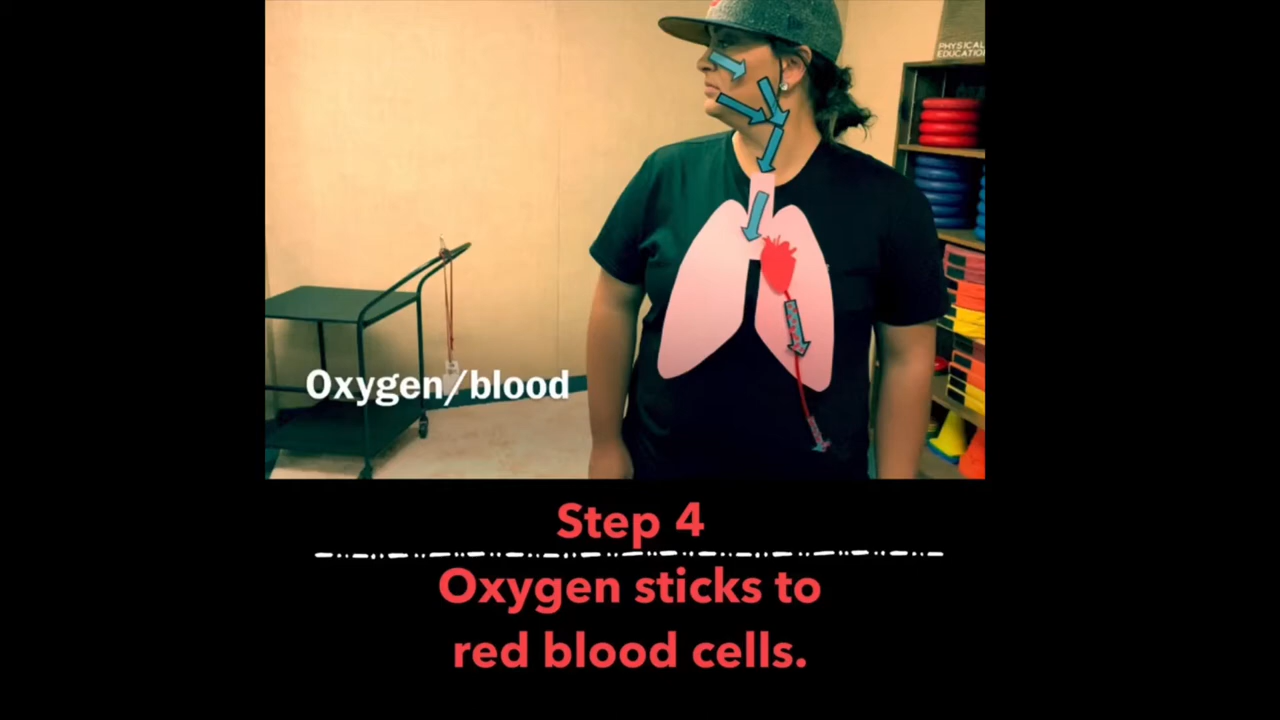 PHYSICAL
EDUCATION
Oxygen/blood
Step 4
Oxygen sticks to
red blood cells.